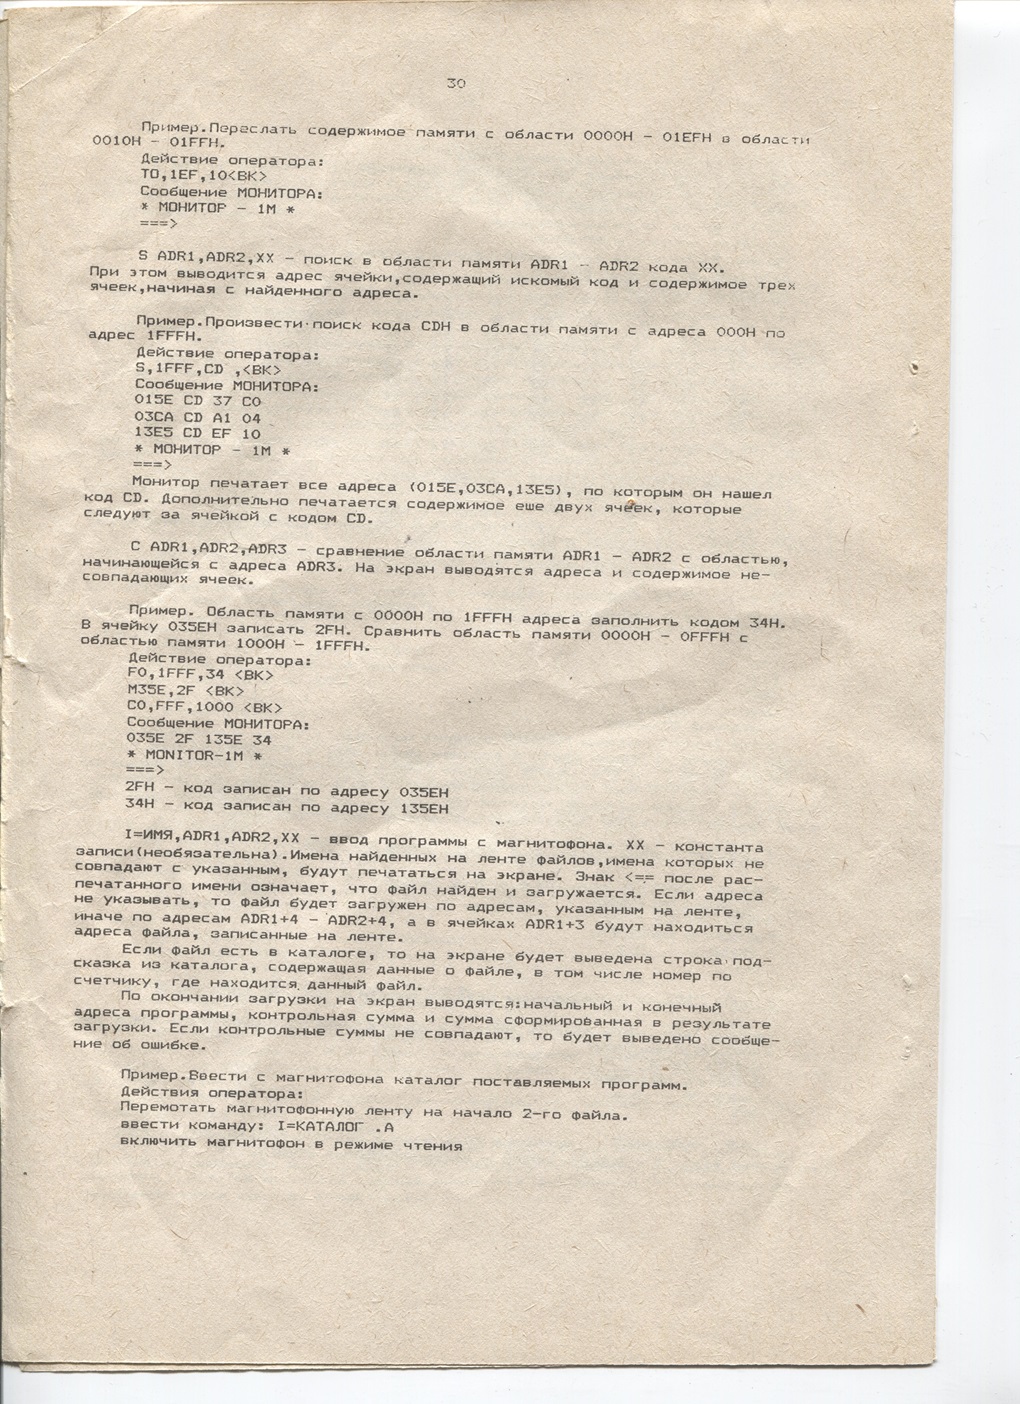 30
Пример.Переслать содержимое памяти с области 0000H – 01EFH в области
0010H – 01FFH.
Действие оператора:
T0,1EF,10<BK>
Сообщение МОНИТОРА:
* МОНИТОР – 1М *
===>
S ADR1,ADR2,XX – поиск в области памяти ADR1 – ADR2 кода XX.
При этом выводится адрес ячейки,содержащий искомый код и содержимое трех
ячеек,начиная с найденного адреса.
Пример.Произвести поиск кода CDH в области памяти с адреса 000H по
адрес 1FFFH.
Действие оператора:
S,1FFF,CD ,<BK>
Сообщение МОНИТОРА:
015E CD 37 C0
03CA CD A1 04
13E5 CD EF 10
* МОНИТОР – 1М *
===>
Монитор печатает все адреса (015E,03CA,13E5), по которым он нашел
код CD. Дополнительно печатается содержимое еше двух ячеек, которые
следуют за ячейкой с кодом CD.
C ADR1,ADR2,ADR3 – сравнение области памяти ADR1 – ADR2 с областью,
начинающейся с адреса ADR3. На экран выводятся адреса и содержимое не–
совпадающих ячеек.
Пример. Область памяти с 0000H по 1FFFH адреса заполнить кодом 34H.
В ячейку 035EH записать 2FH. Сравнить область памяти 0000H – 0FFFH с
областью памяти 1000H – 1FFFH.
Действие оператора:
F0,1FFF,34 <BK>
M35E,2F <BK>
C0,FFF,1000 <BK>
Сообщение МОНИТОРА:
035E 2F 135E 34
* MONITOR–1M *
===>
2FH – код записан по адресу 035EH
34H – код записан по адресу 135EH
I=ИМЯ,ADR1,ADR2,XX – ввод программы с магнитофона. XX – константа
записи(необязательна).Имена найденных на ленте файлов,имена которых не
совпадают с указанным, будут печататься на экране. Знак <== после рас–
печатанного имени означает, что файл найден и загружается. Если адреса
не указывать, то файл будет загружен по адресам, указанным на ленте,
иначе по адресам ADR1+4 – ADR2+4, а в ячейках ADR1+3 будут находиться
адреса файла, записанные на ленте.
Если файл есть в каталоге, то на экране будет выведена строка под–
сказка из каталога, содержащая данные о файле, в том числе номер по
счетчику, где находится данный файл.
По окончании загрузки на экран выводятся:начальный и конечный
адреса программы, контрольная сумма и сумма сформированная в результате
загрузки. Если контрольные суммы не совпадают, то будет выведено сообще–
ние об ошибке.
Пример.Ввести с магнитофона каталог поставляемых программ.
Действия оператора:
Перемотать магнитофонную ленту на начало 2–го файла.
ввести команду: I=КАТАЛОГ .A
включить магнитофон в режиме чтения